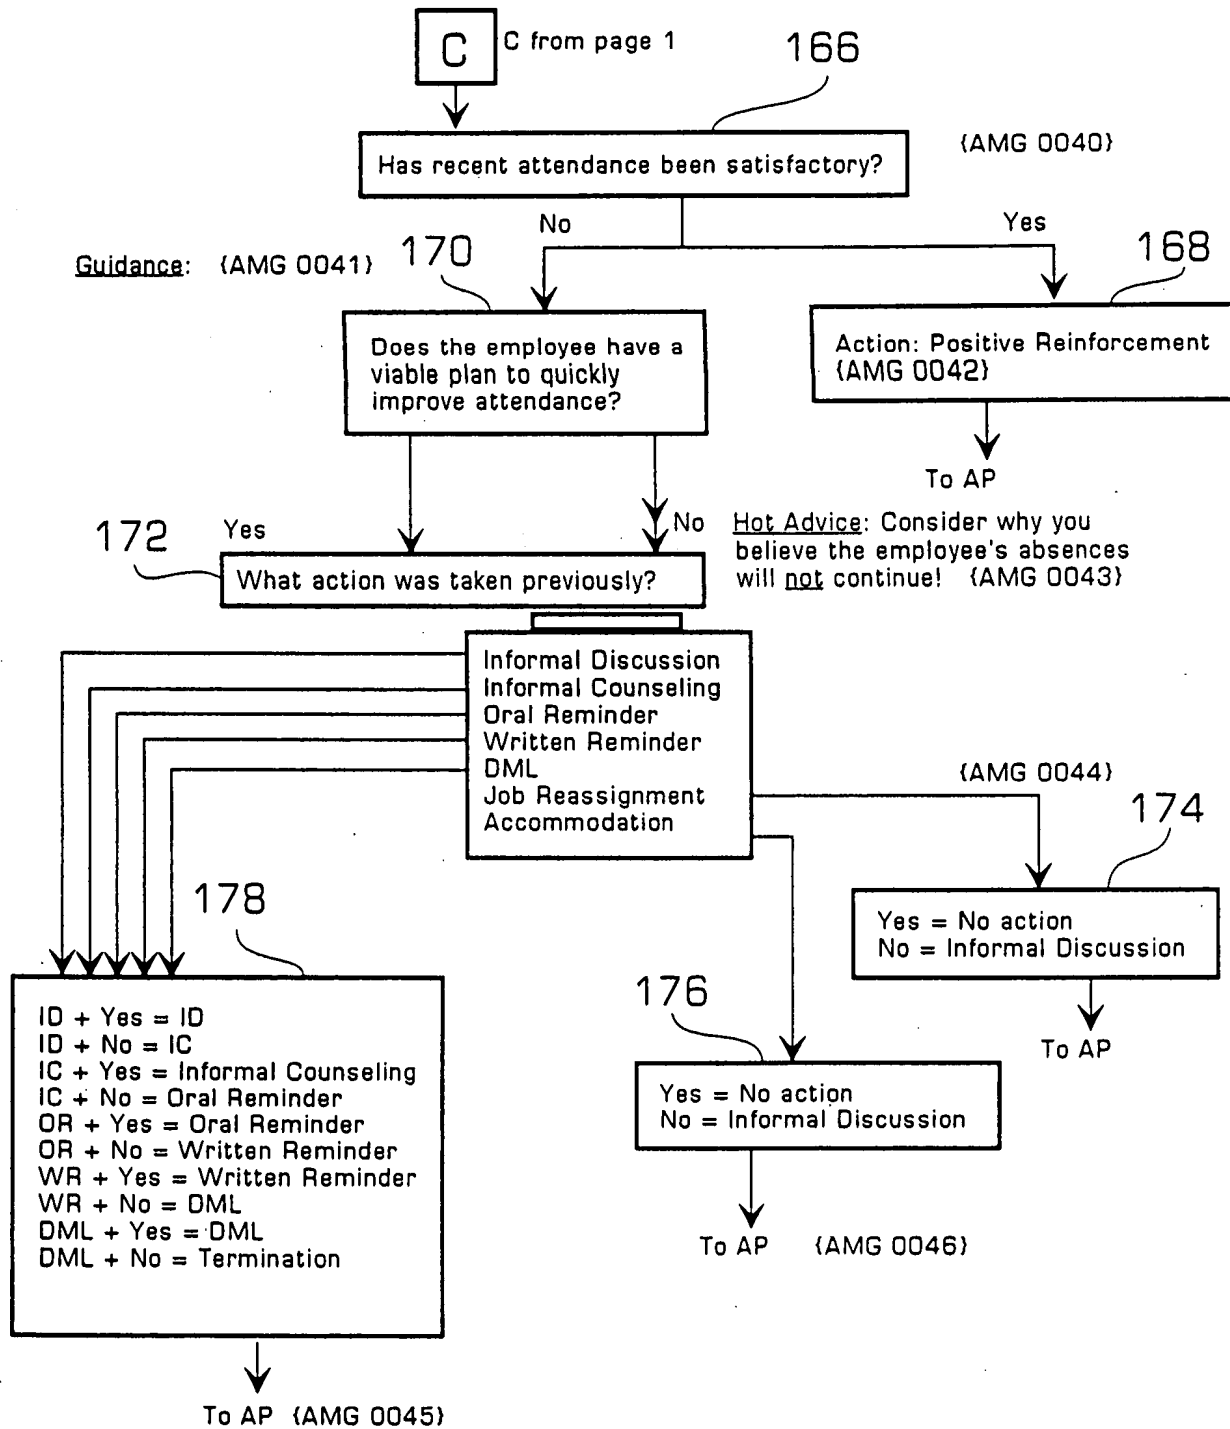 C
C from page 1
166
Has recent attendance been satisfactory?
{AMG 0040}
No
Yes
Guidance: {AMG 0041}
170
168
Does the employee have a
viable plan to quickly
improve attendance?
Action: Positive Reinforcement
{AMG 0042}
To AP
172
Yes
No
Hot Advice: Consider why you
believe the employee's absences
will not continue! {AMG 0043}
What action was taken previously?
Informal Discussion
Informal Counseling
Oral Reminder
Written Reminder
DML
Job Reassignment
Accommodation
{AMG 0044}
174
Yes = No action
No = Informal Discussion
To AP
178
176
Yes = No action
No = Informal Discussion
To AP {AMG 0046}
ID + Yes = ID
ID + No = IC
IC + Yes = Informal Counseling
IC + No = Oral Reminder
OR + Yes = Oral Reminder
OR + No = Written Reminder
WR + Yes = Written Reminder
WR + No = DML
DML + Yes = DML
DML + No = Termination
To AP {AMG 0045}